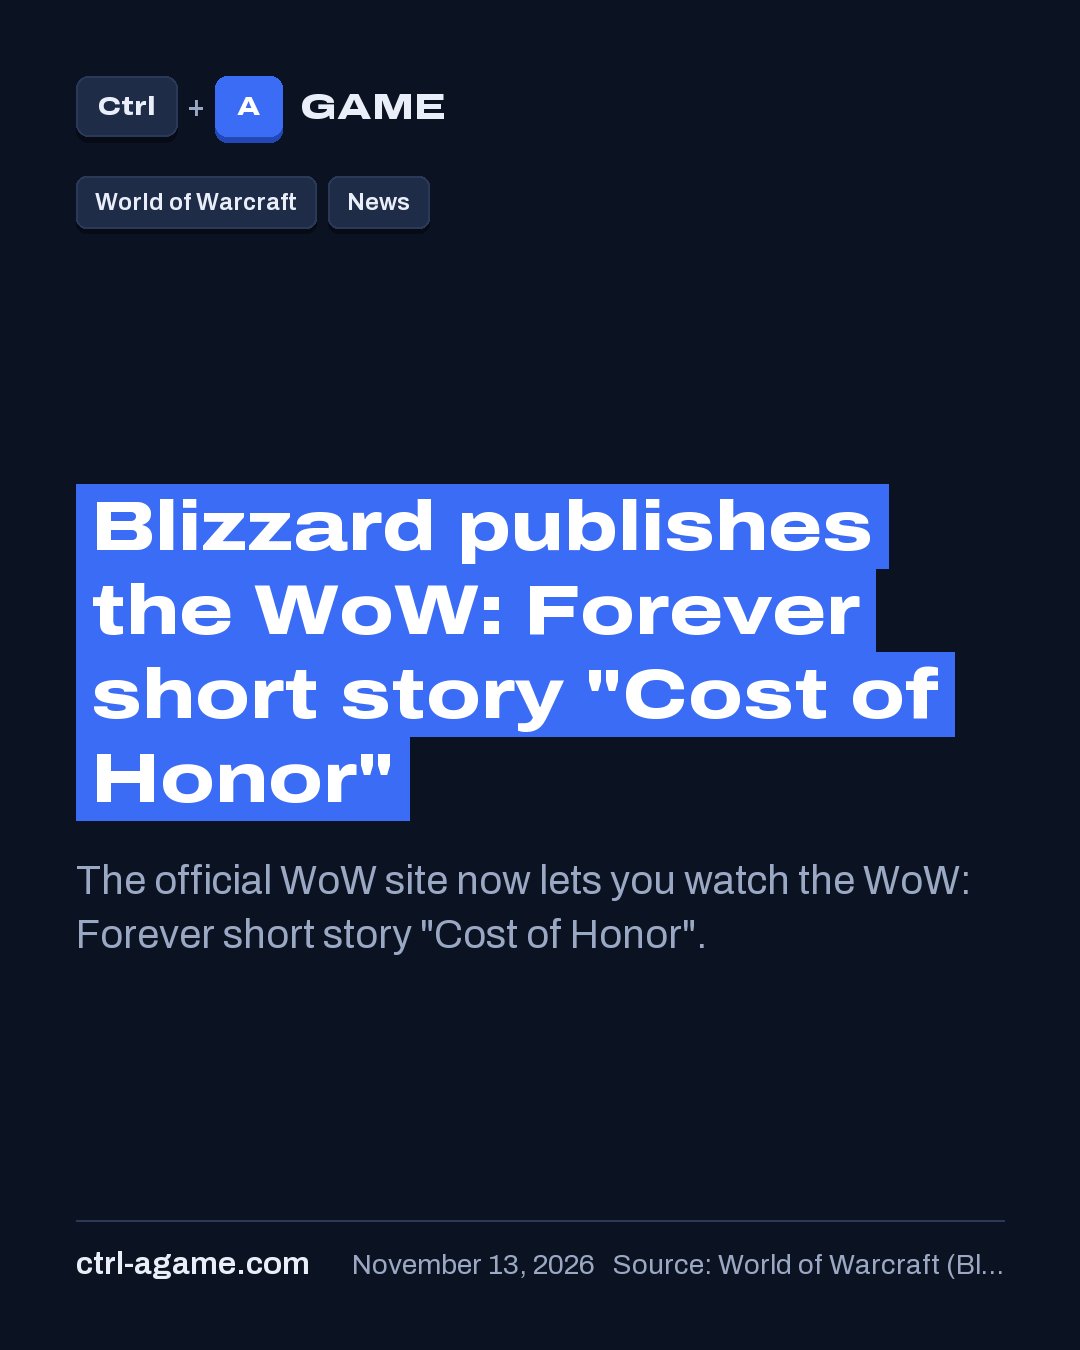 Ctrl + A GAME
World of Warcraft News
Blizzard publishes
the WoW: Forever
short story "Cost of
Honor"
The official WoW site now lets you watch the WoW:
Forever short story "Cost of Honor".
ctrl-agame.com November 13, 2026 Source: World of Warcraft (Bl...